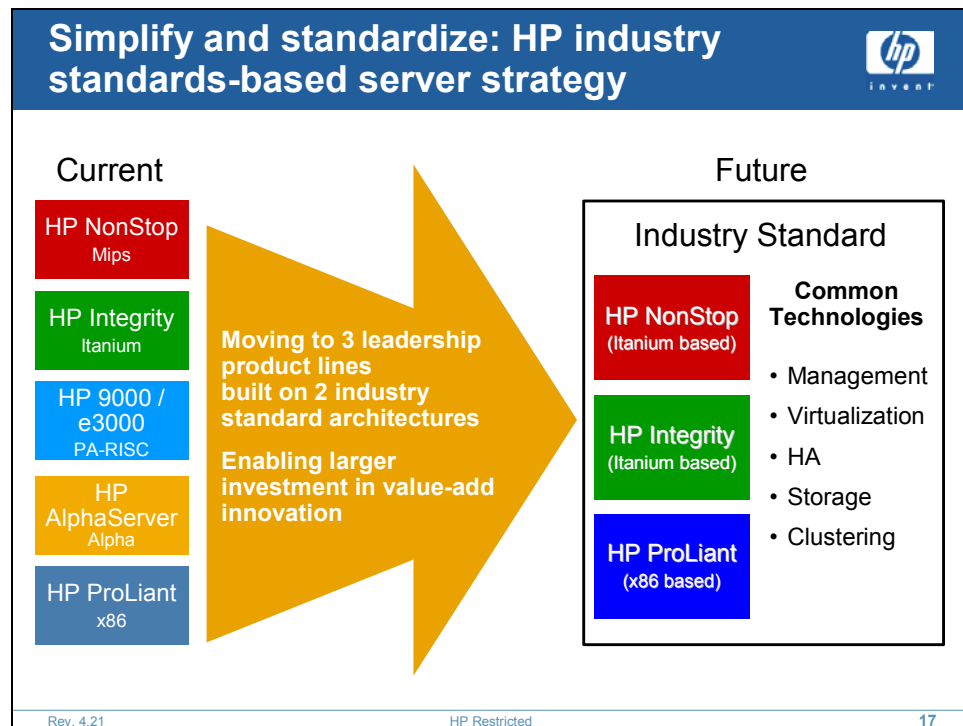 Simplify and standardize: HP industry
standards-based server strategy
hp
invent
Current
HP NonStop
Mips
HP Integrity
Itanium
HP 9000 /
e3000
PA-RISC
HP
AlphaServer
Alpha
HP ProLiant
x86
Moving to 3 leadership
product lines
built on 2 industry
standard architectures
Enabling larger
investment in value-add
innovation
Future
Industry Standard
HP NonStop
(Itanium based)
HP Integrity
(Itanium based)
HP ProLiant
(x86 based)
Common
Technologies
• Management
• Virtualization
• HA
• Storage
• Clustering
Rev. 4.21
HP Restricted
17